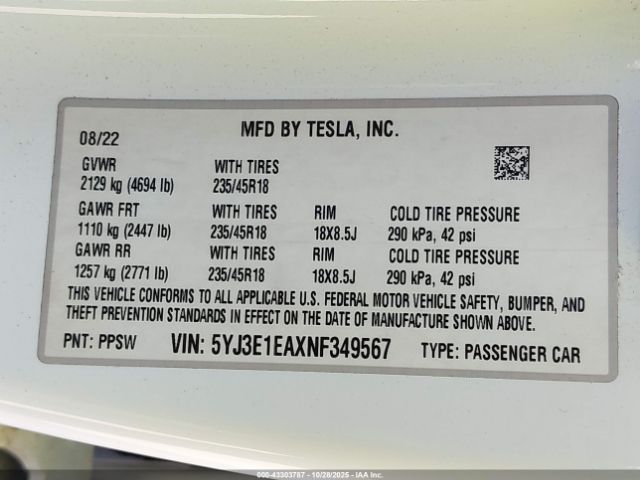 08/22 MFD BY TESLA, INC.
GVWR WITH TIRES
2129 kg (4694 lb) 235/45R18
GAWR FRT WITH TIRES RIM COLD TIRE PRESSURE
1110 kg (2447 lb) 235/45R18 18X8.5J 290 kPa, 42 psi
GAWR RR WITH TIRES RIM COLD TIRE PRESSURE
1257 kg (2771 lb) 235/45R18 18X8.5J 290 kPa, 42 psi
THIS VEHICLE CONFORMS TO ALL APPLICABLE U.S. FEDERAL MOTOR VEHICLE SAFETY, BUMPER, AND
THEFT PREVENTION STANDARDS IN EFFECT ON THE DATE OF MANUFACTURE SHOWN ABOVE.
PNT: PPSW VIN: 5YJ3E1EAXNF349567 TYPE: PASSENGER CAR
000-43303787 - 10/28/2025 - IAA Inc.